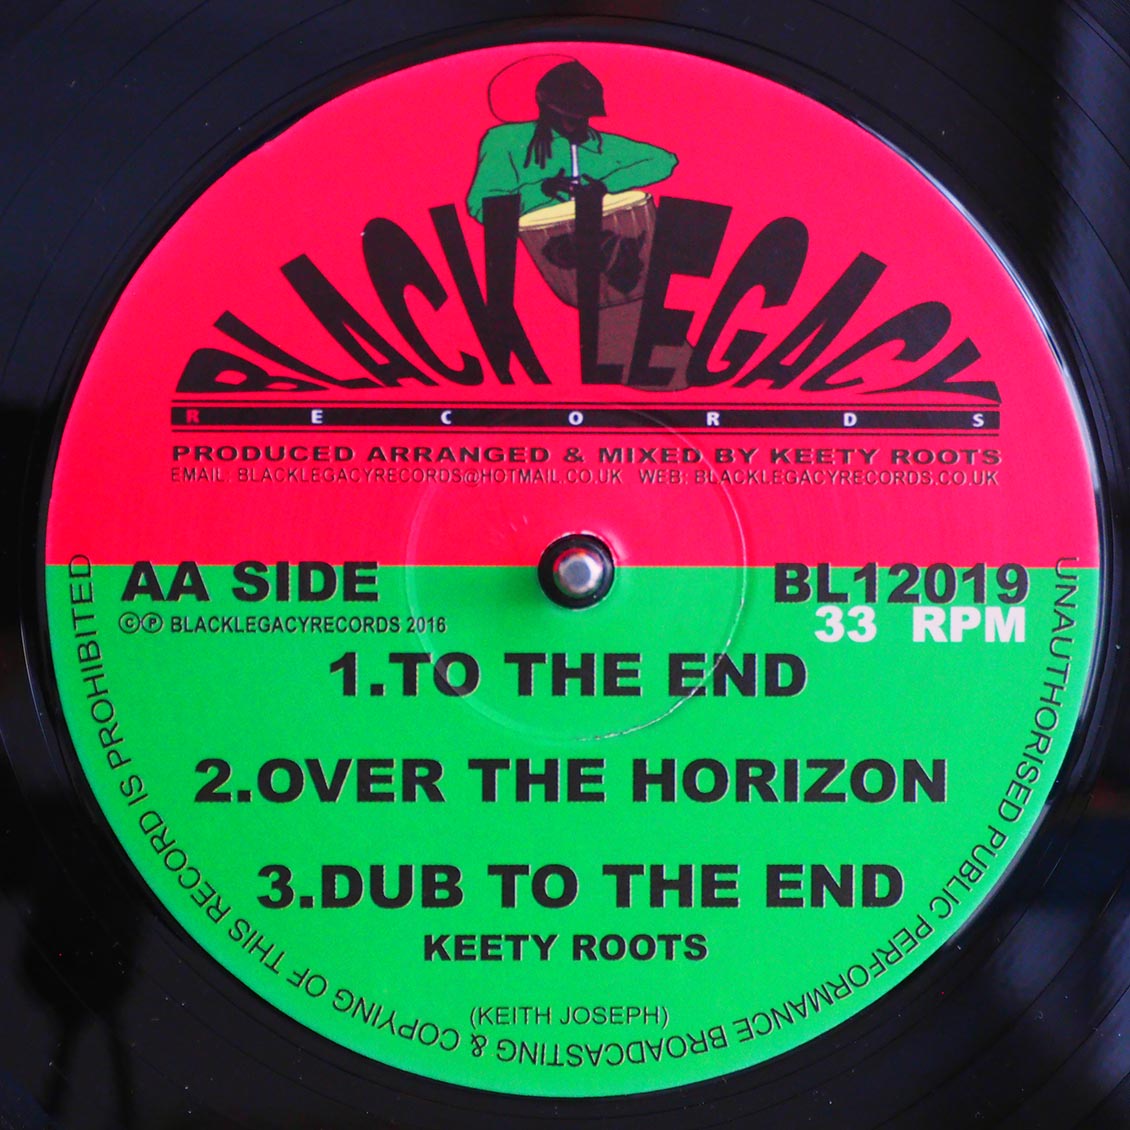 BLACK LEGACY
RECORDS
PRODUCED ARRANGED & MIXED BY KEETY ROOTS
EMAIL: BLACKLEGACYRECORDS@HOTMAIL.CO.UK WEB: BLACKLEGACYRECORDS.CO.UK
AA SIDE
BL12019
©℗ BLACKLEGACYRECORDS 2016
33 RPM
1.TO THE END
2.OVER THE HORIZON
3.DUB TO THE END
KEETY ROOTS
(KEITH JOSEPH)
UNAUTHORISED PUBLIC PERFORMANCE BROADCASTING & COPYING OF THIS RECORD IS PROHIBITED